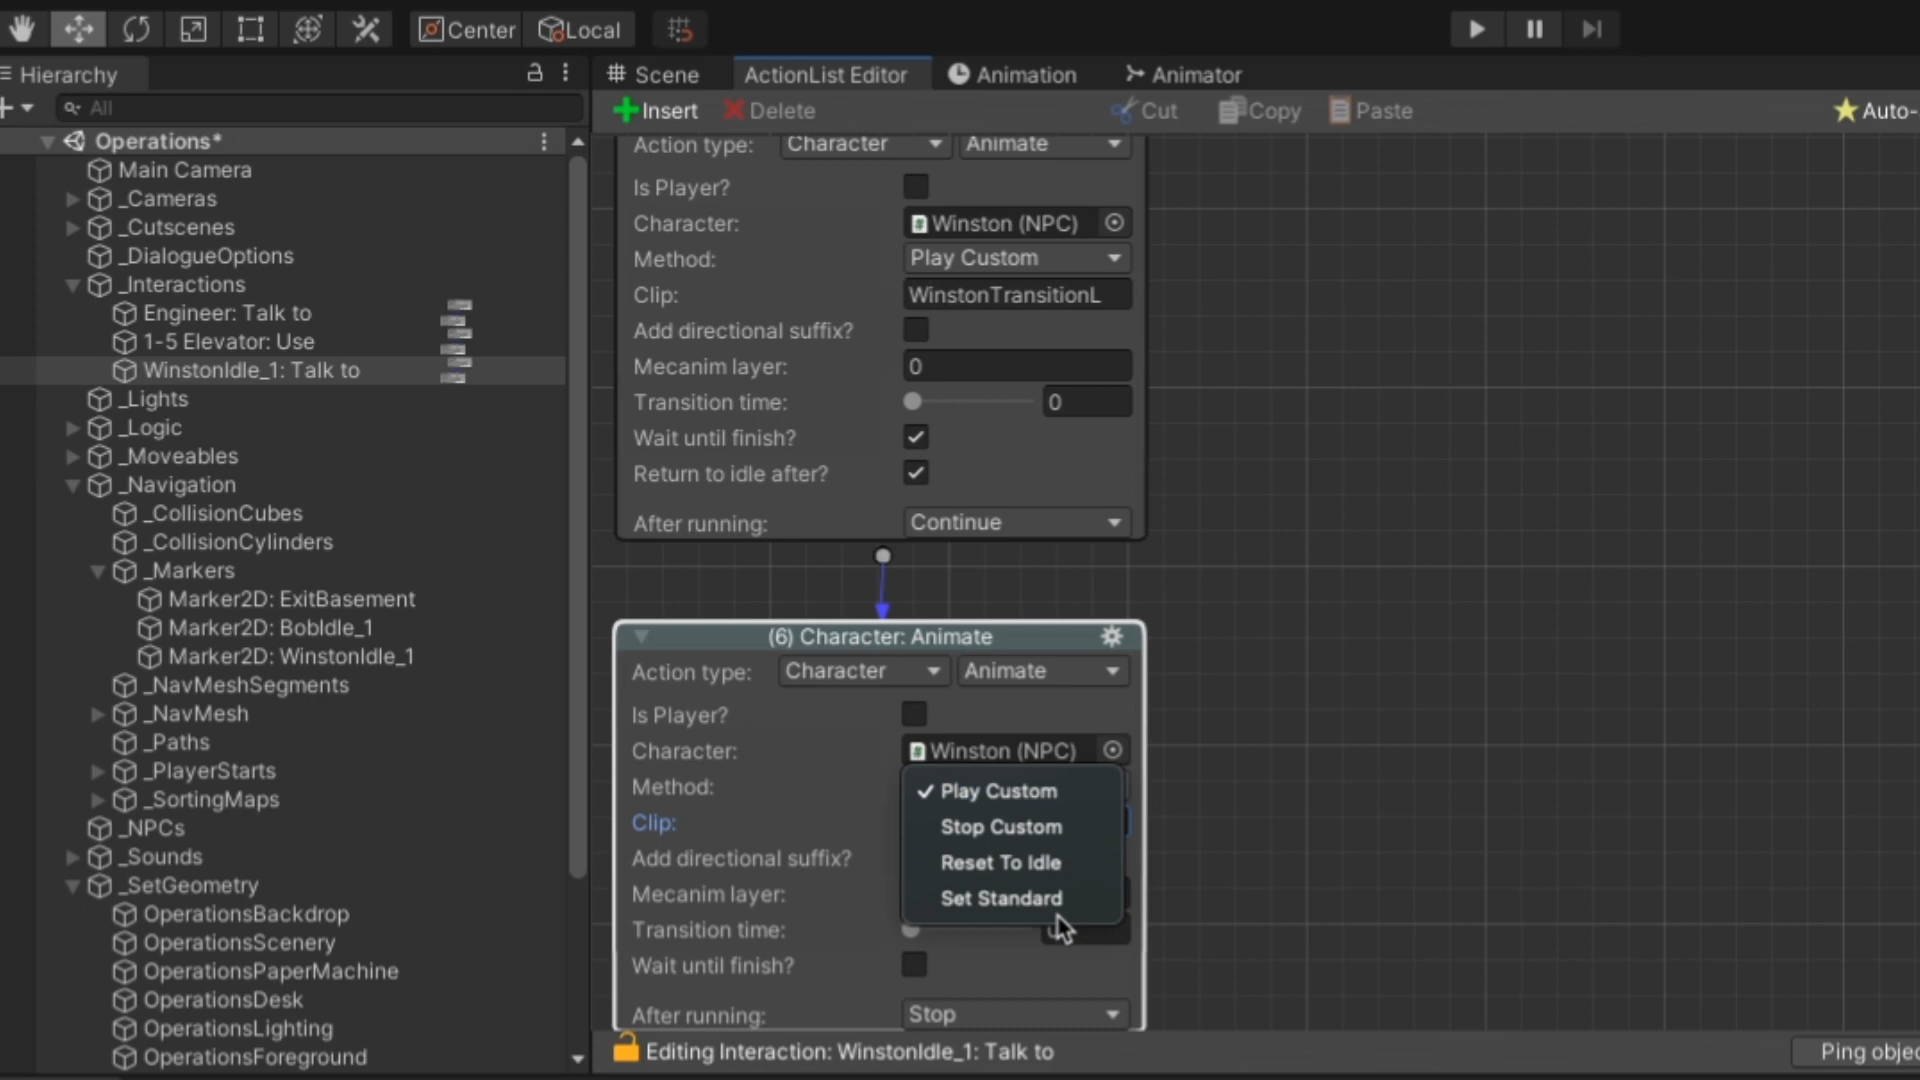 Center
Local
Hierarchy
All
Operations*
Main Camera
_Cameras
_Cutscenes
_DialogueOptions
_Interactions
Engineer: Talk to
1-5 Elevator: Use
WinstonIdle_1: Talk to
_Lights
_Logic
_Moveables
_Navigation
_CollisionCubes
_CollisionCylinders
_Markers
Marker2D: ExitBasement
Marker2D: BobIdle_1
Marker2D: WinstonIdle_1
_NavMeshSegments
_NavMesh
_Paths
_PlayerStarts
_SortingMaps
_NPCs
_Sounds
_SetGeometry
OperationsBackdrop
OperationsScenery
OperationsPaperMachine
OperationsDesk
OperationsLighting
OperationsForeground
Scene ActionList Editor Animation Animator
Insert Delete Cut Copy Paste Auto-
Action type: Character Animate
Is Player?
Character: Winston (NPC)
Method: Play Custom
Clip: WinstonTransitionL
Add directional suffix?
Mecanim layer: 0
Transition time: 0
Wait until finish?
Return to idle after?
After running: Continue
(6) Character: Animate
Action type: Character Animate
Is Player?
Character: Winston (NPC)
Method: Play Custom
Clip: Stop Custom
Add directional suffix? Reset To Idle
Mecanim layer: Set Standard
Transition time:
Wait until finish?
After running: Stop
Editing Interaction: WinstonIdle_1: Talk to
Ping objec